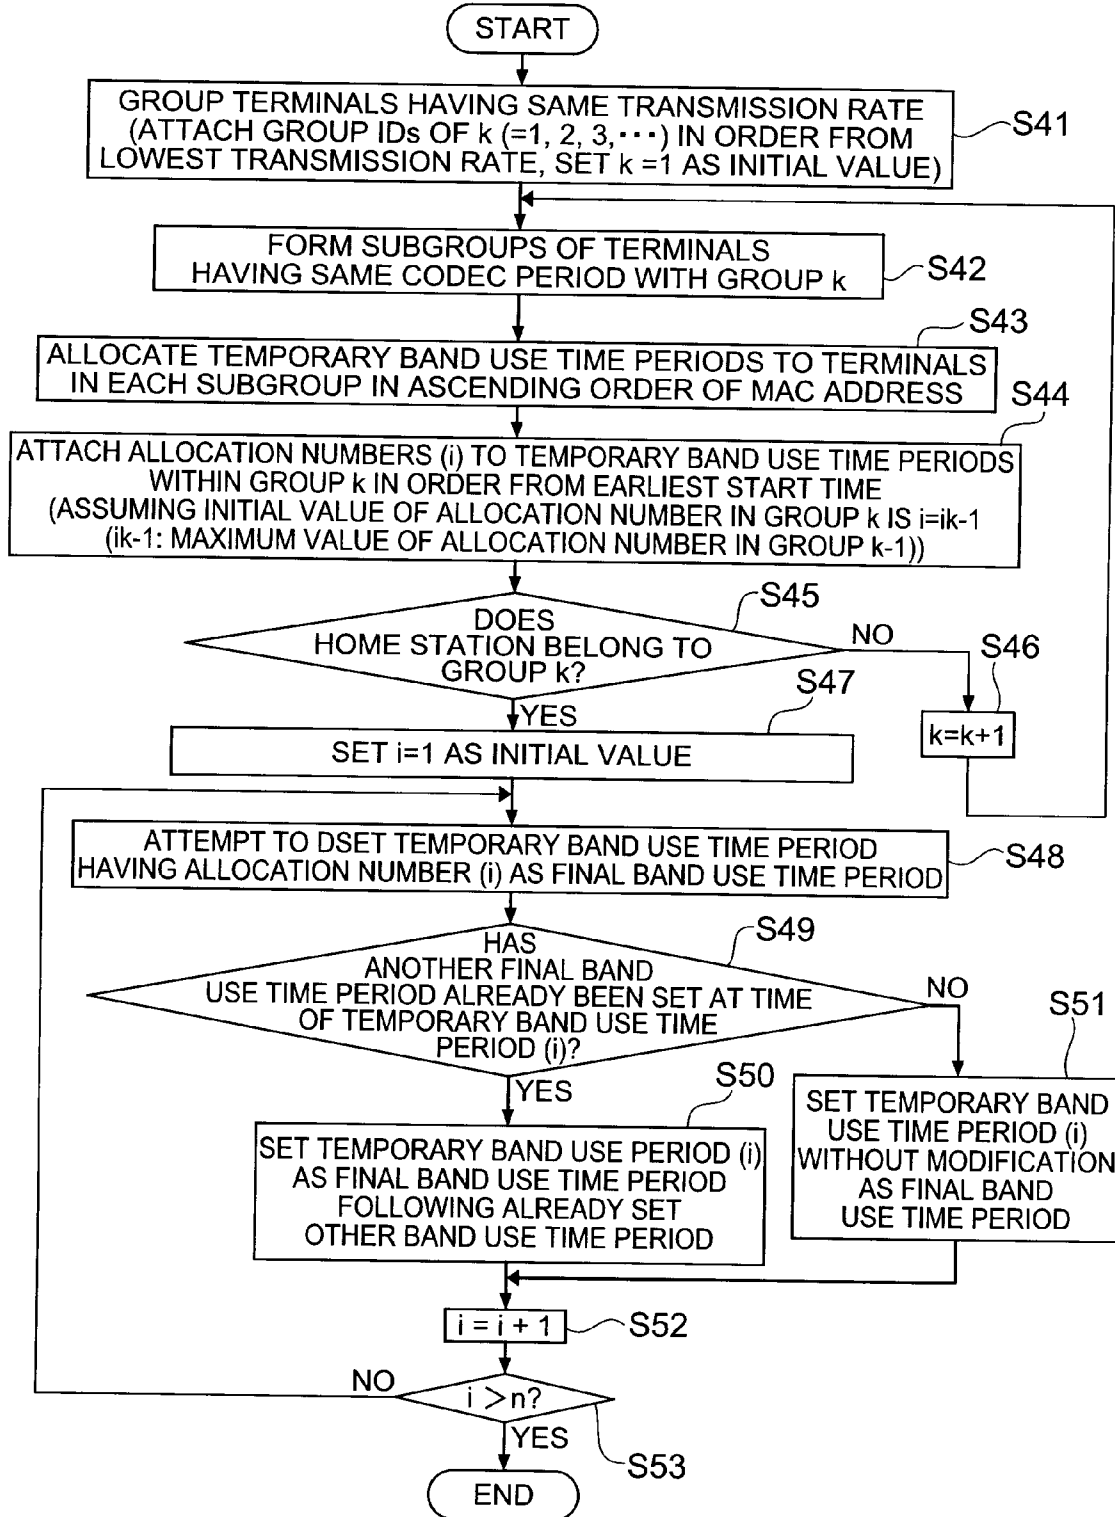 START
GROUP TERMINALS HAVING SAME TRANSMISSION RATE
(ATTACH GROUP IDs OF k (=1, 2, 3, ···) IN ORDER FROM
LOWEST TRANSMISSION RATE, SET k =1 AS INITIAL VALUE)
S41
FORM SUBGROUPS OF TERMINALS
HAVING SAME CODEC PERIOD WITH GROUP k
S42
S43
ALLOCATE TEMPORARY BAND USE TIME PERIODS TO TERMINALS
IN EACH SUBGROUP IN ASCENDING ORDER OF MAC ADDRESS
S44
ATTACH ALLOCATION NUMBERS (i) TO TEMPORARY BAND USE TIME PERIODS
WITHIN GROUP k IN ORDER FROM EARLIEST START TIME
(ASSUMING INITIAL VALUE OF ALLOCATION NUMBER IN GROUP k IS i=ik-1
(ik-1: MAXIMUM VALUE OF ALLOCATION NUMBER IN GROUP k-1))
S45
DOES
HOME STATION BELONG TO
GROUP k?
NO
S46
k=k+1
YES
S47
SET i=1 AS INITIAL VALUE
ATTEMPT TO DSET TEMPORARY BAND USE TIME PERIOD
HAVING ALLOCATION NUMBER (i) AS FINAL BAND USE TIME PERIOD
S48
S49
HAS
ANOTHER FINAL BAND
USE TIME PERIOD ALREADY BEEN SET AT TIME
OF TEMPORARY BAND USE TIME
PERIOD (i)?
NO
S51
YES
S50
SET TEMPORARY BAND USE PERIOD (i)
AS FINAL BAND USE TIME PERIOD
FOLLOWING ALREADY SET
OTHER BAND USE TIME PERIOD
SET TEMPORARY BAND
USE TIME PERIOD (i)
WITHOUT MODIFICATION
AS FINAL BAND
USE TIME PERIOD
i = i + 1
S52
NO
i >n?
YES
S53
END